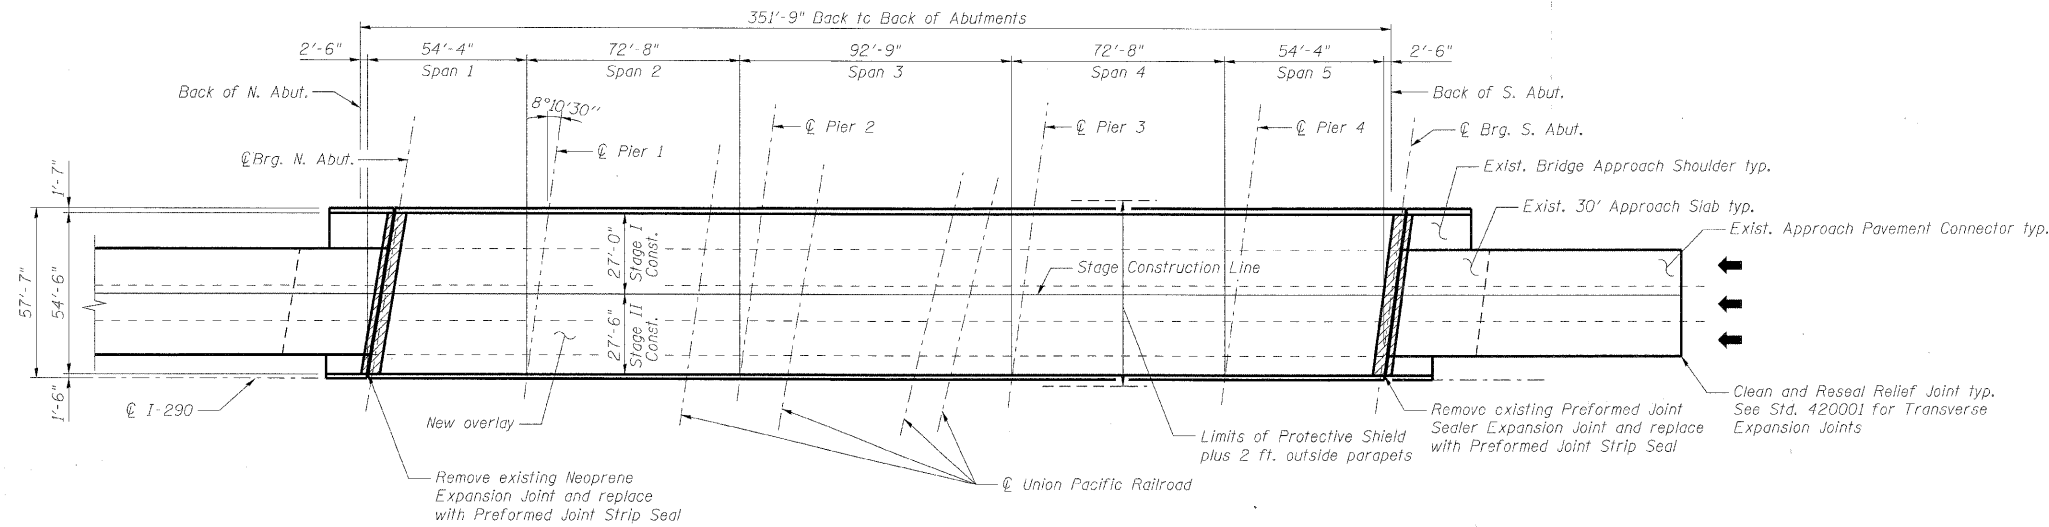 351'-9" Back to Back of Abutments
2'-6"
54'-4"
72'-8"
92'-9"
72'-8"
54'-4"
2'-6"
Span 1
Span 2
Span 3
Span 4
Span 5
Back of N. Abut.
Back of S. Abut.
8°10'30''
℄ Pier 1
℄ Pier 2
℄ Pier 3
℄ Pier 4
℄ Brg. S. Abut.
℄ Brg. N. Abut.
Exist. Bridge Approach Shoulder typ.
Exist. 30' Approach Slab typ.
Exist. Approach Pavement Connector typ.
1'-7"
57'-7"
54'-6"
1'-6"
27'-0"
Stage I
Const.
27'-6"
Stage II
Const.
Stage Construction Line
℄ I-290
New overlay
Limits of Protective Shield
plus 2 ft. outside parapets
Remove existing Preformed Joint
Sealer Expansion Joint and replace
with Preformed Joint Strip Seal
Clean and Reseal Relief Joint typ.
See Std. 420001 for Transverse
Expansion Joints
℄ Union Pacific Railroad
Remove existing Neoprene
Expansion Joint and replace
with Preformed Joint Strip Seal